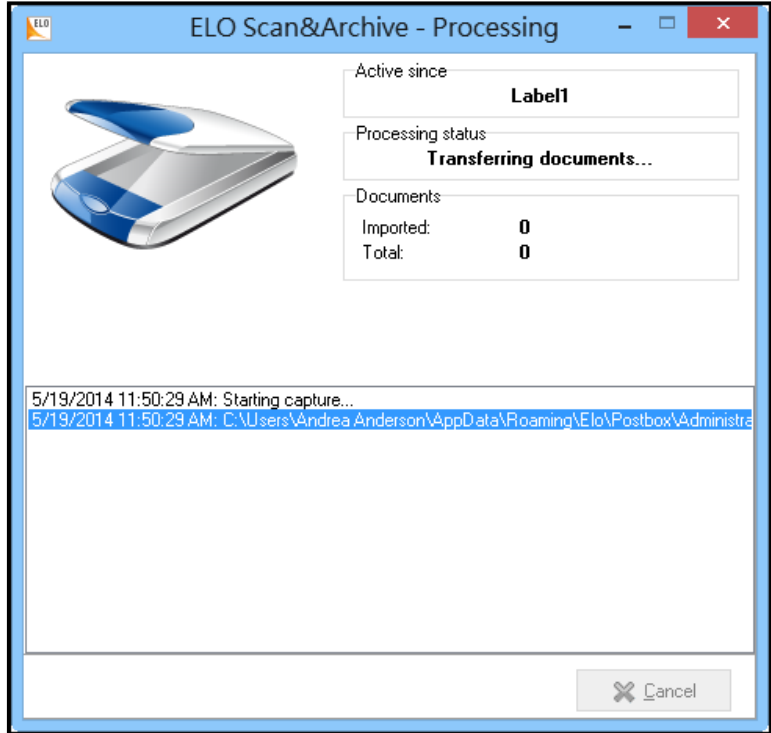 ELO
ELO Scan&Archive - Processing
Active since
Label1
Processing status
Transferring documents...
Documents
Imported: 0
Total: 0
5/19/2014 11:50:29 AM: Starting capture...
5/19/2014 11:50:29 AM: C:\Users\Andrea Anderson\AppData\Roaming\Elo\Postbox\Administra
Cancel